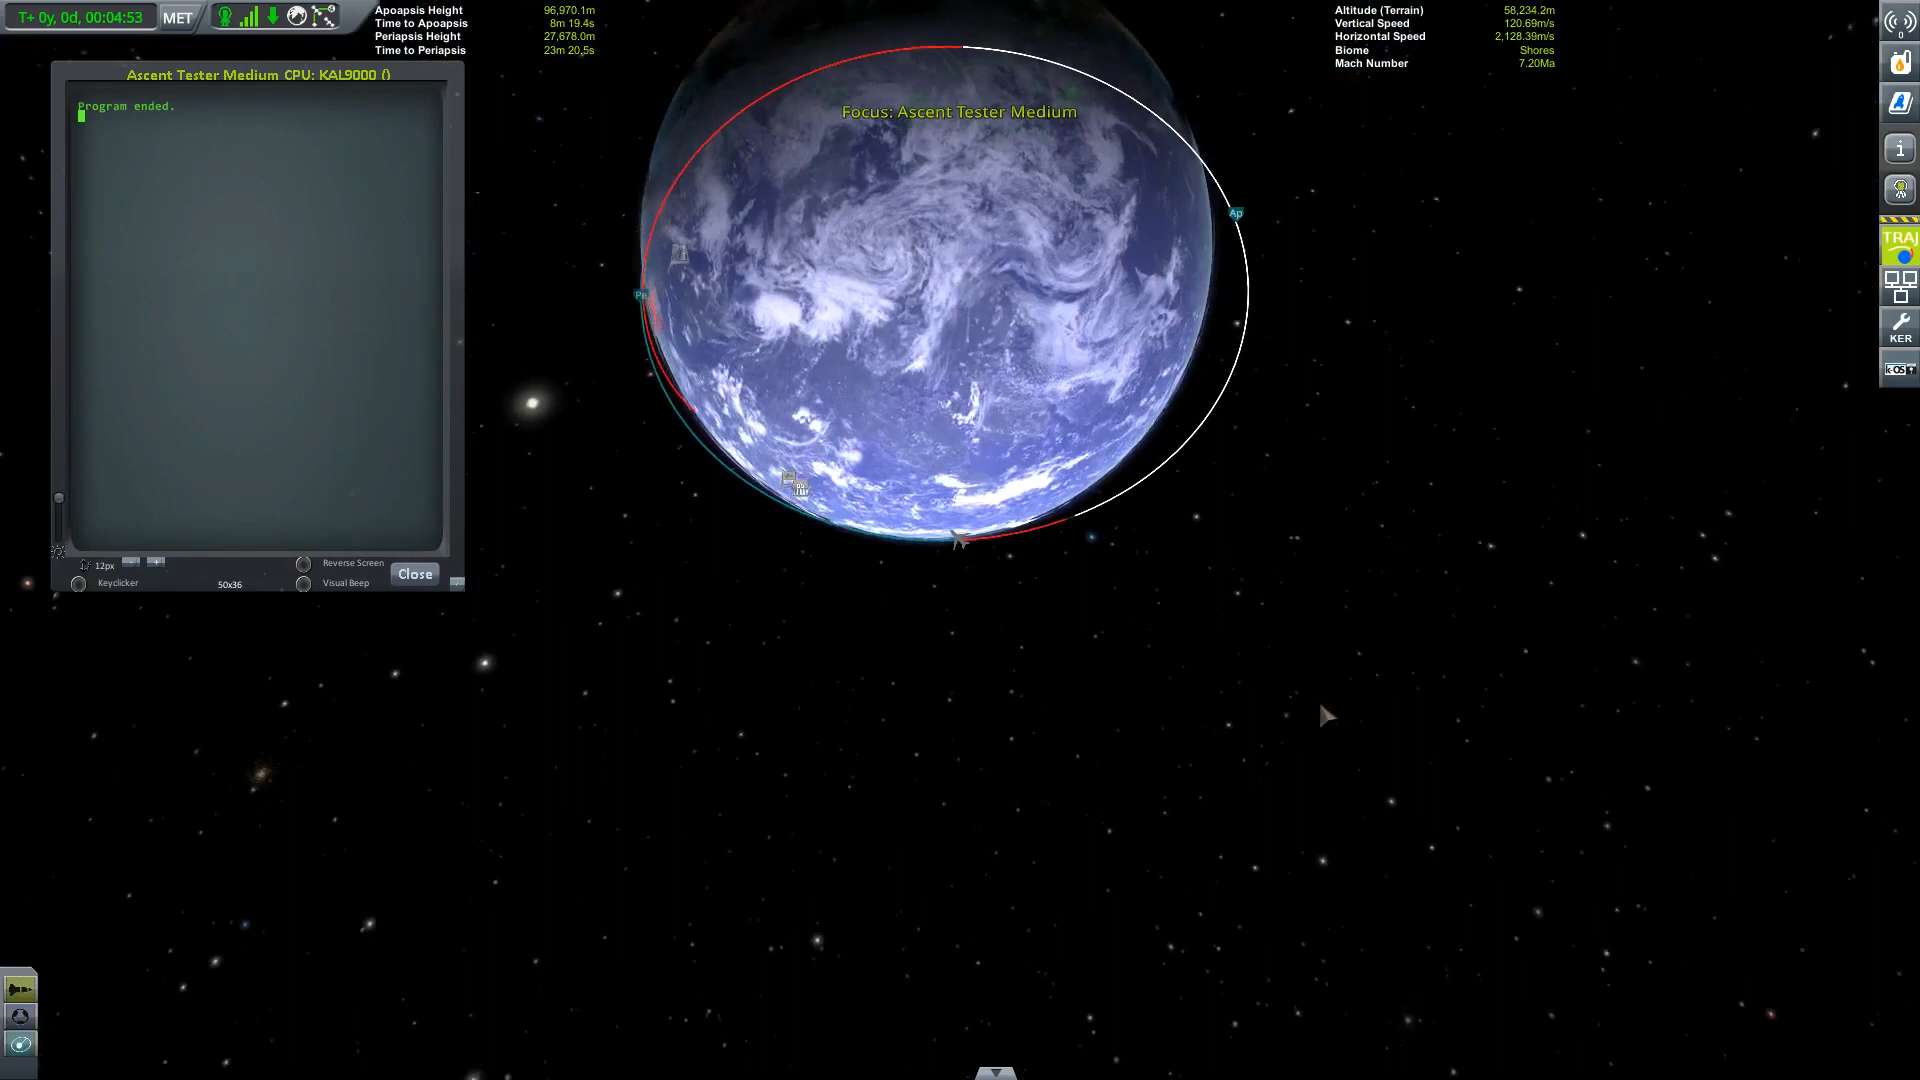 T+ 0y, 0d, 00:04:53
MET
Apoapsis Height 96,970.1m
Time to Apoapsis 8m 19.4s
Periapsis Height 27,678.0m
Time to Periapsis 23m 20.5s
Altitude (Terrain) 58,234.2m
Vertical Speed 120.69m/s
Horizontal Speed 2,128.39m/s
Biome Shores
Mach Number 7.20Ma
0
Ascent Tester Medium CPU: KAL9000 ()
Program ended.
Focus: Ascent Tester Medium
Ap
Pe
TRAJ
KER
kOS
12px
- +
Reverse Screen
Close
Keyclicker
50x36
Visual Beep